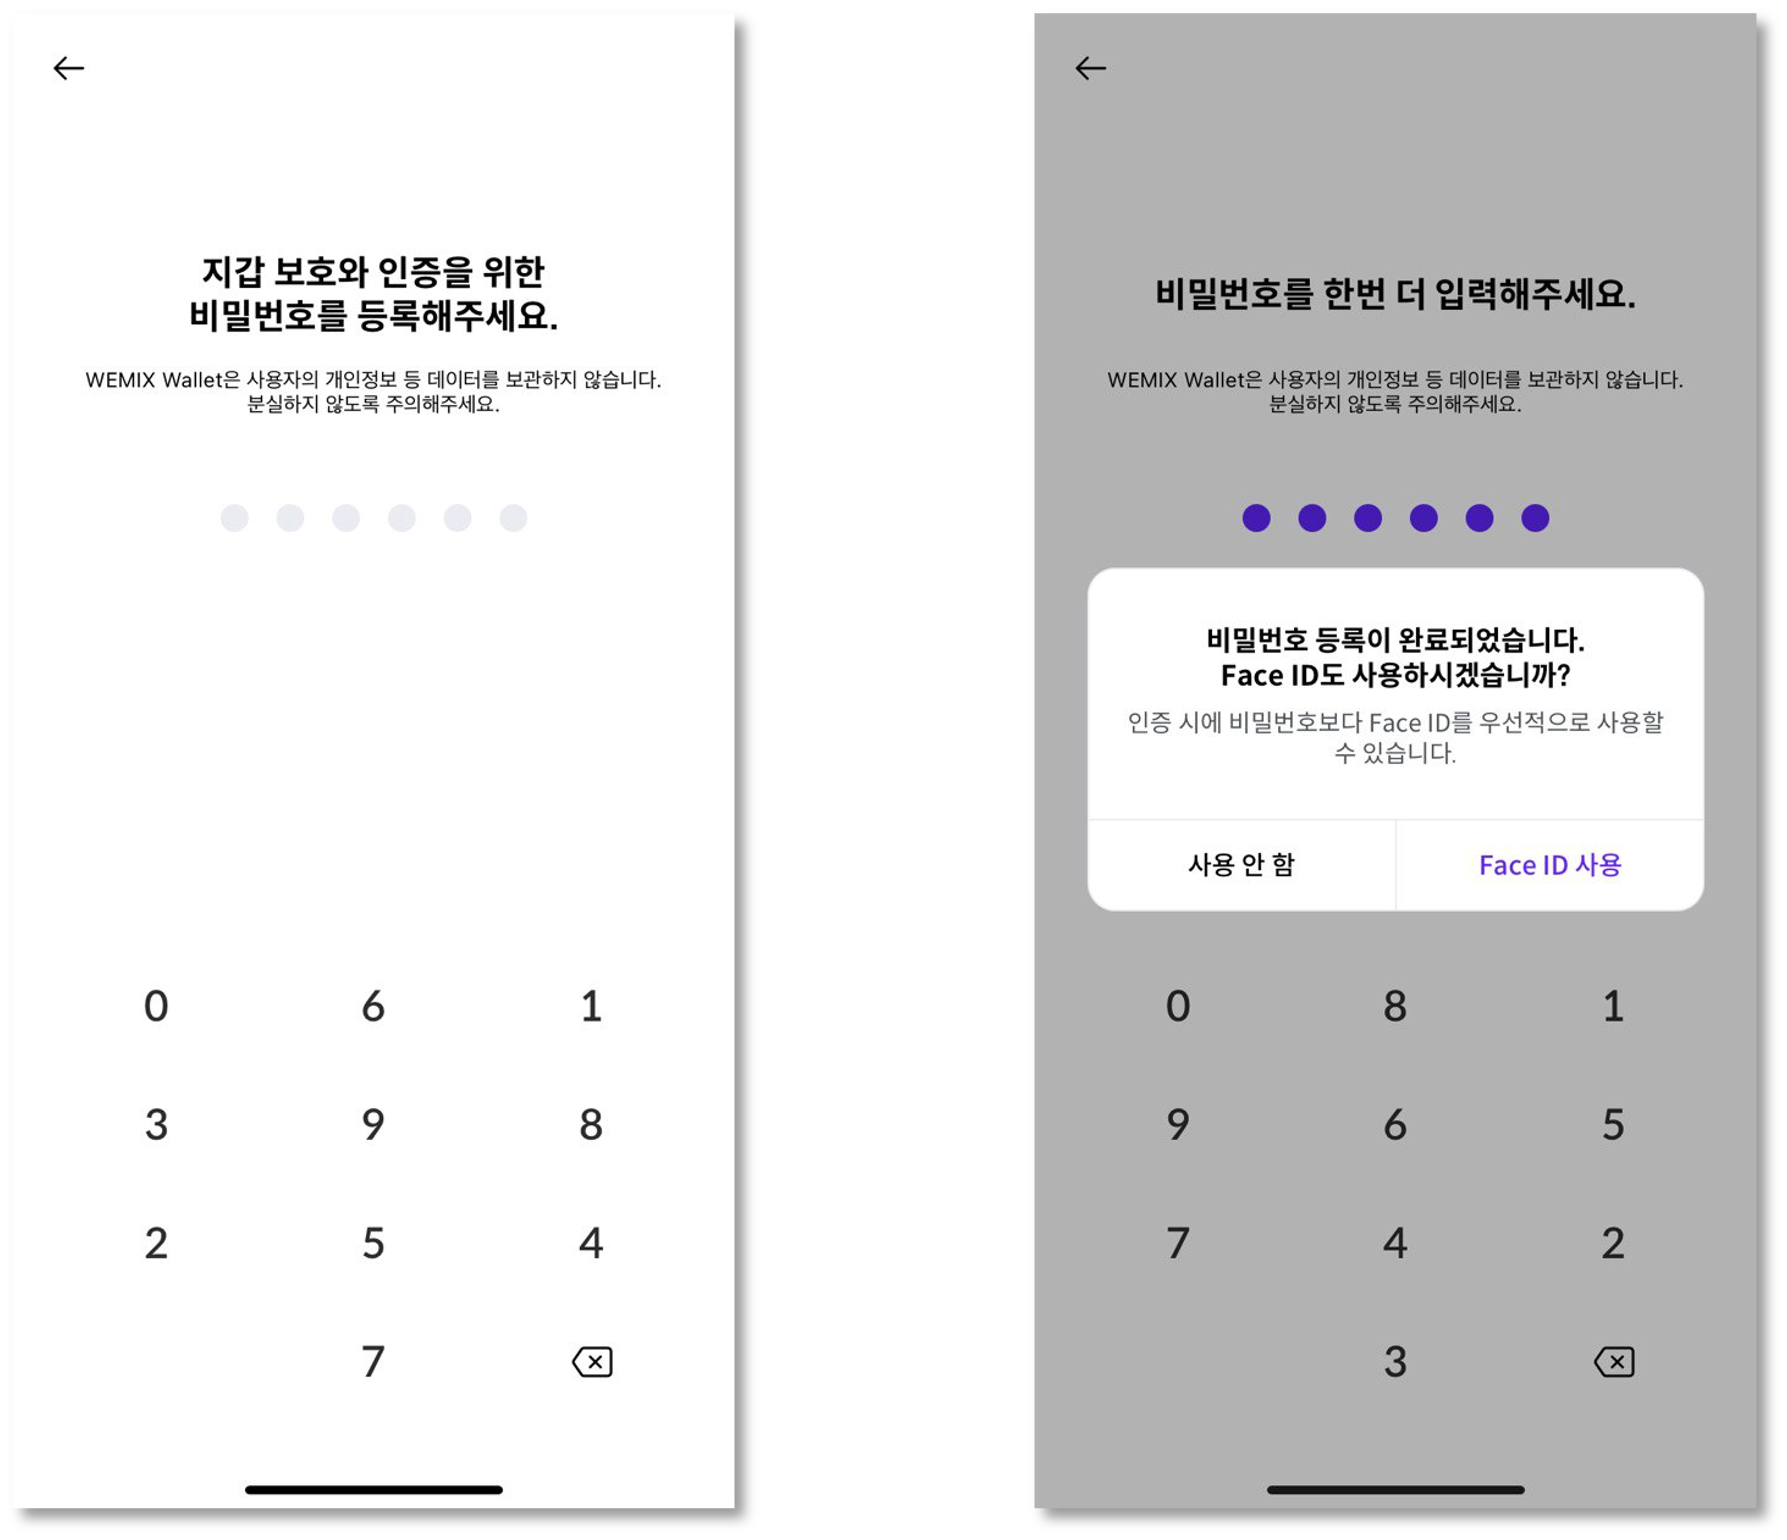 지갑 보호와 인증을 위한
비밀번호를 등록해주세요.
WEMIX Wallet은 사용자의 개인정보 등 데이터를 보관하지 않습니다.
분실하지 않도록 주의해주세요.
0 6 1
3 9 8
2 5 4
7
비밀번호를 한번 더 입력해주세요.
WEMIX Wallet은 사용자의 개인정보 등 데이터를 보관하지 않습니다.
분실하지 않도록 주의해주세요.
비밀번호 등록이 완료되었습니다.
Face ID도 사용하시겠습니까?
인증 시에 비밀번호보다 Face ID를 우선적으로 사용할
수 있습니다.
사용 안 함 Face ID 사용
0 8 1
9 6 5
7 4 2
3